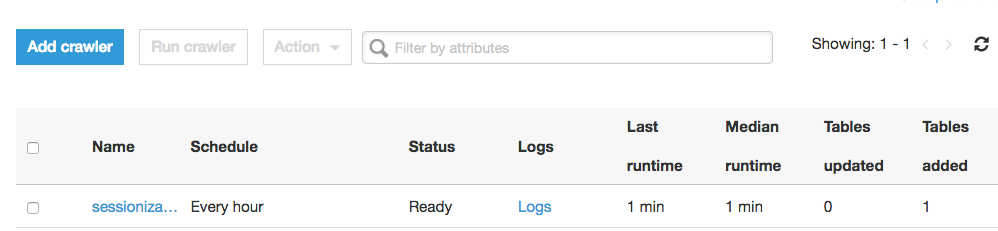 Add crawler Run crawler Action Filter by attributes Showing: 1 - 1
Name Schedule Status Logs Last runtime Median runtime Tables updated Tables added
sessioniza... Every hour Ready Logs 1 min 1 min 0 1